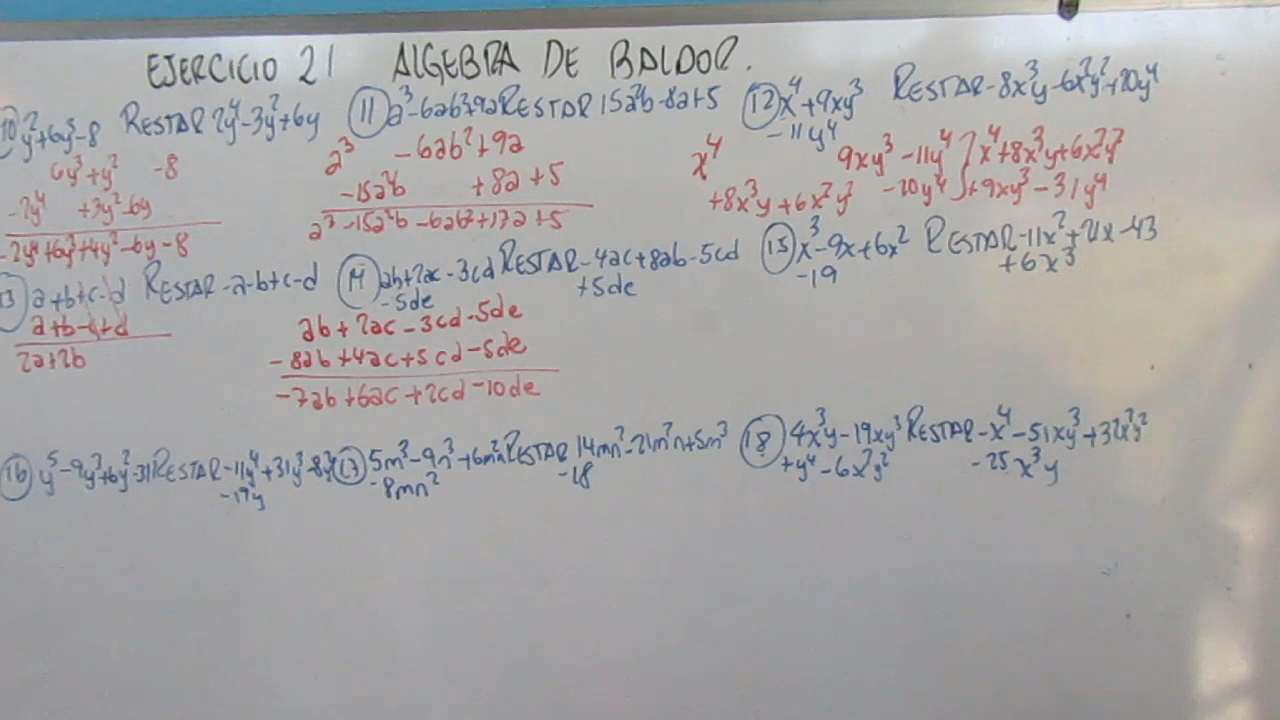 EJERCICIO 21 ALGEBRA DE BALDOR.
10 y²+6y³-8 RESTAR 2y⁴-3y²+6y
6y³+y² -8
-2y⁴ +3y²-6y
-2y⁴+6y³+4y²-6y-8
11 a³-6ab²+9a RESTAR 15a²b-8a+5
a³ -6ab²+9a
-15a²b +8a+5
a³-15a²b-6ab²+17a+5
12 x⁴+9xy³ RESTAR-8x³y-6x²y²+20y⁴
-11y⁴
x⁴ 9xy³-11y⁴ x⁴+8x³y+6x²y²
+8x³y+6x²y² -20y⁴ +9xy³-31y⁴
13 a+b+c-d RESTAR-a-b+c-d
a+b-c+d
2a+2b
14 ab+2ac-3cd RESTAR-4ac+8ab-5cd
-5de +5de
ab+2ac-3cd-5de
-8ab+4ac+5cd-5de
-7ab+6ac+2cd-10de
15 x³-9x+6x² RESTAR-11x²+21x-43
-19 +6x³
16 y⁵-9y³+6y²-31 RESTAR-11y⁴+31y³-8y²
-19y
17 5m³-9n³+6m²n RESTAR 14mn²-21m²n+5m³
-8mn² -18
18 4x³y-19xy³ RESTAR-x⁴-51xy³+32x²y²
+y⁴-6x²y² -25x³y